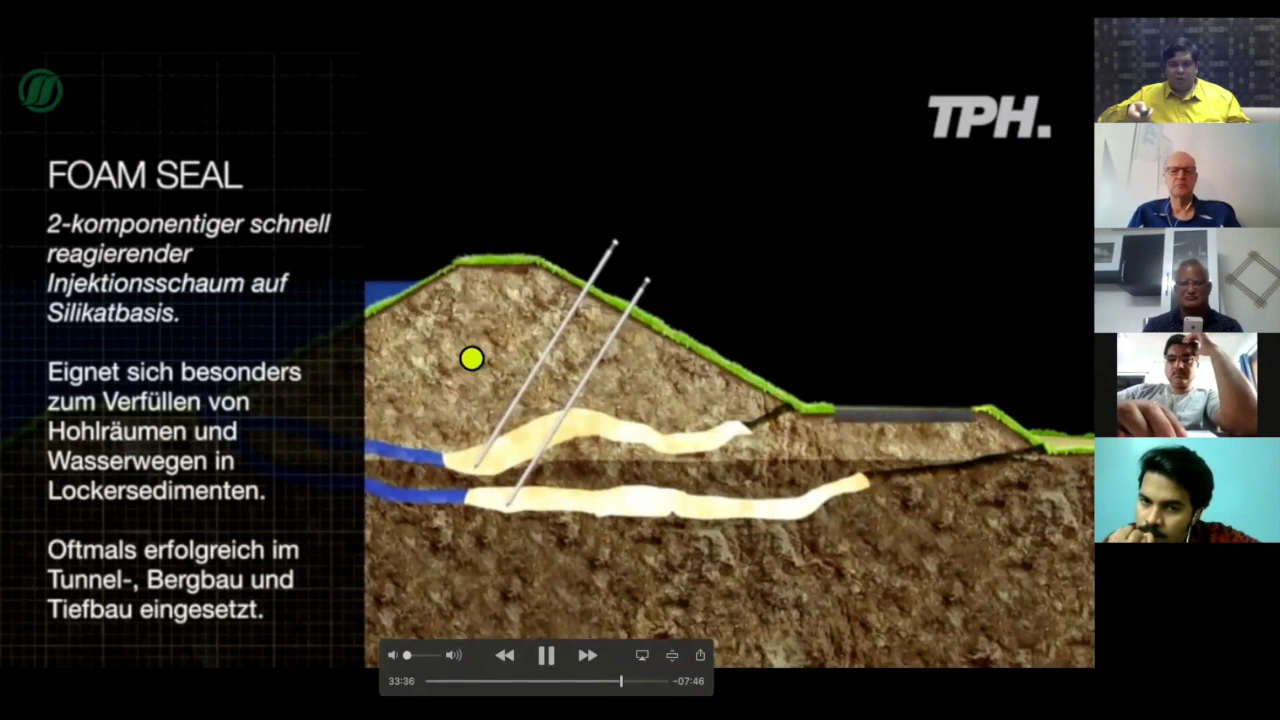 TPH.
FOAM SEAL
2-komponentiger schnell
reagierender
Injektionsschaum auf
Silikatbasis.
Eignet sich besonders
zum Verfüllen von
Hohlräumen und
Wasserwegen in
Lockersedimenten.
Oftmals erfolgreich im
Tunnel-, Bergbau und
Tiefbau eingesetzt.
33:36
-07:46